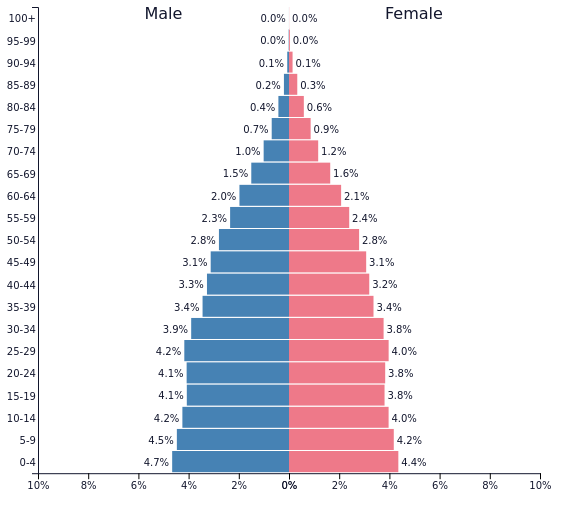 Male Female
100+ 0.0% 0.0%
95-99 0.0% 0.0%
90-94 0.1% 0.1%
85-89 0.2% 0.3%
80-84 0.4% 0.6%
75-79 0.7% 0.9%
70-74 1.0% 1.2%
65-69 1.5% 1.6%
60-64 2.0% 2.1%
55-59 2.3% 2.4%
50-54 2.8% 2.8%
45-49 3.1% 3.1%
40-44 3.3% 3.2%
35-39 3.4% 3.4%
30-34 3.9% 3.8%
25-29 4.2% 4.0%
20-24 4.1% 3.8%
15-19 4.1% 3.8%
10-14 4.2% 4.0%
5-9 4.5% 4.2%
0-4 4.7% 4.4%
10% 8% 6% 4% 2% 0% 2% 4% 6% 8% 10%